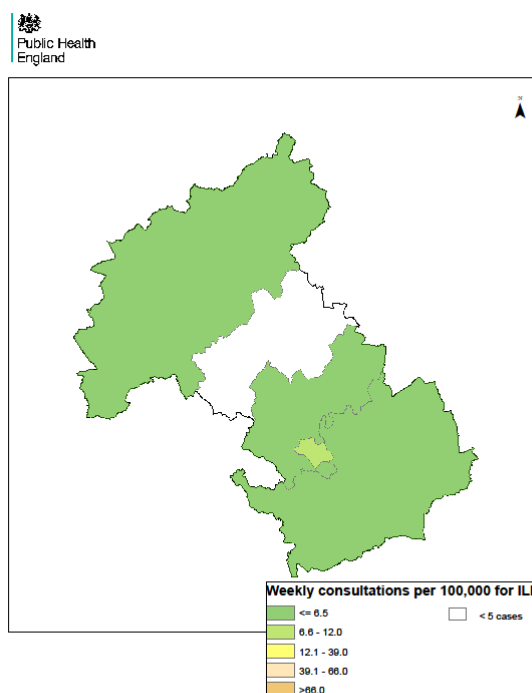 Public Health
England
N
Weekly consultations per 100,000 for ILI
<= 6.5
< 5 cases
6.6 - 12.0
12.1 - 39.0
39.1 - 66.0
>66.0